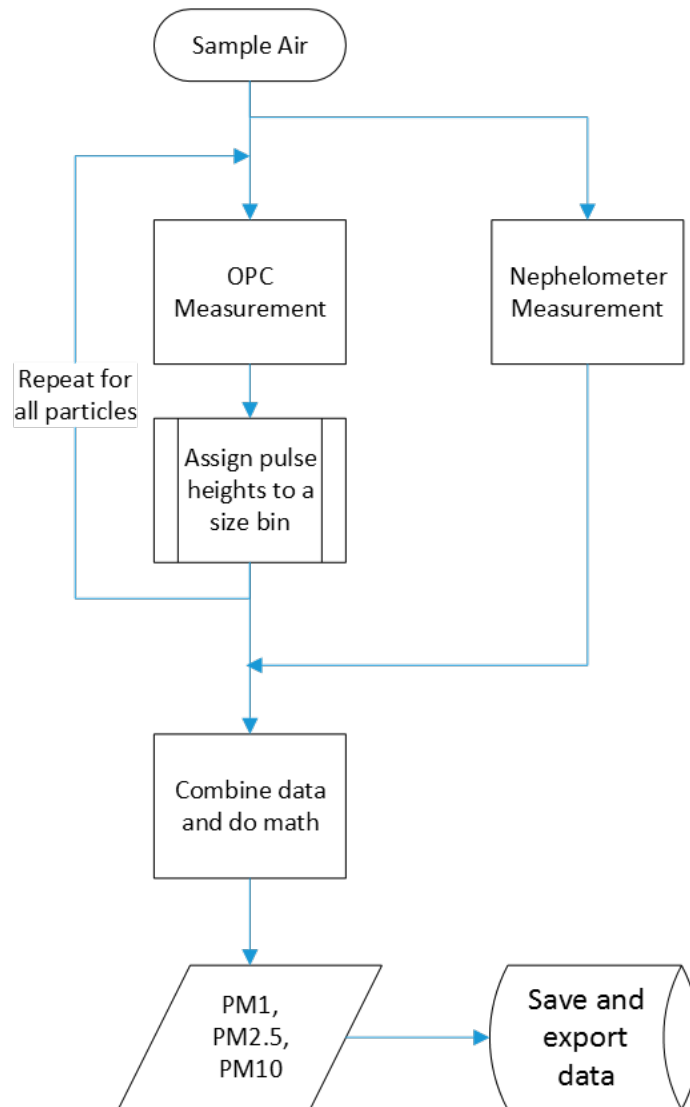 Sample Air
OPC
Measurement
Nephelometer
Measurement
Repeat for
all particles
Assign pulse
heights to a
size bin
Combine data
and do math
PM1,
PM2.5,
PM10
Save and
export
data